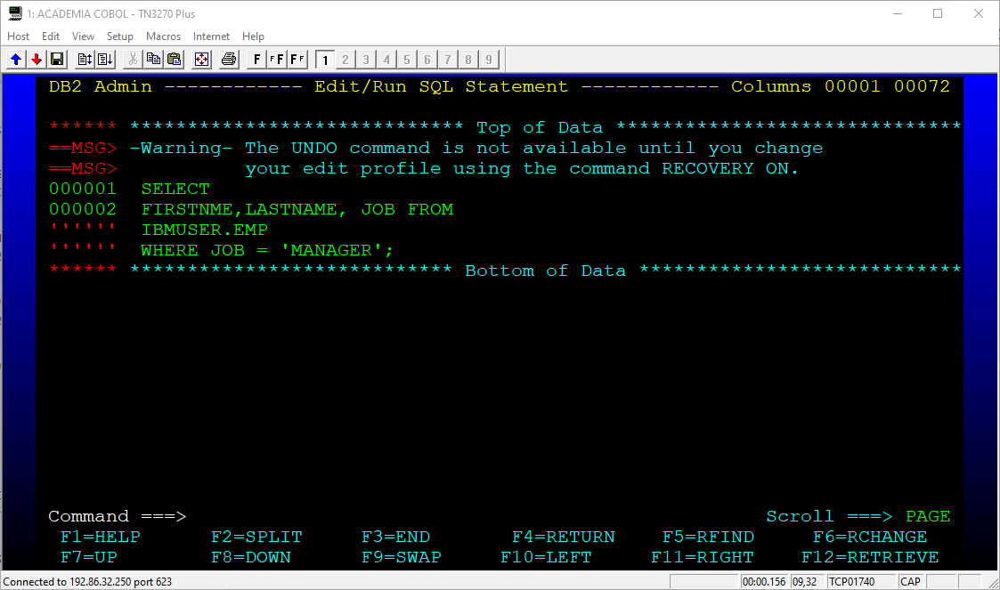 1: ACADEMIA COBOL - TN3270 Plus
Host Edit View Setup Macros Internet Help
F F F F F 1 2 3 4 5 6 7 8 9
DB2 Admin ------------ Edit/Run SQL Statement ------------ Columns 00001 00072
****** ***************************** Top of Data ******************************
==MSG> -Warning- The UNDO command is not available until you change
==MSG> your edit profile using the command RECOVERY ON.
000001 SELECT
000002 FIRSTNME,LASTNAME, JOB FROM
'''''' IBMUSER.EMP
'''''' WHERE JOB = 'MANAGER';
****** **************************** Bottom of Data ****************************
Command ===> Scroll ===> PAGE
F1=HELP F2=SPLIT F3=END F4=RETURN F5=RFIND F6=RCHANGE
F7=UP F8=DOWN F9=SWAP F10=LEFT F11=RIGHT F12=RETRIEVE
Connected to 192.86.32.250 port 623 00:00.156 09,32 TCP01740 CAP